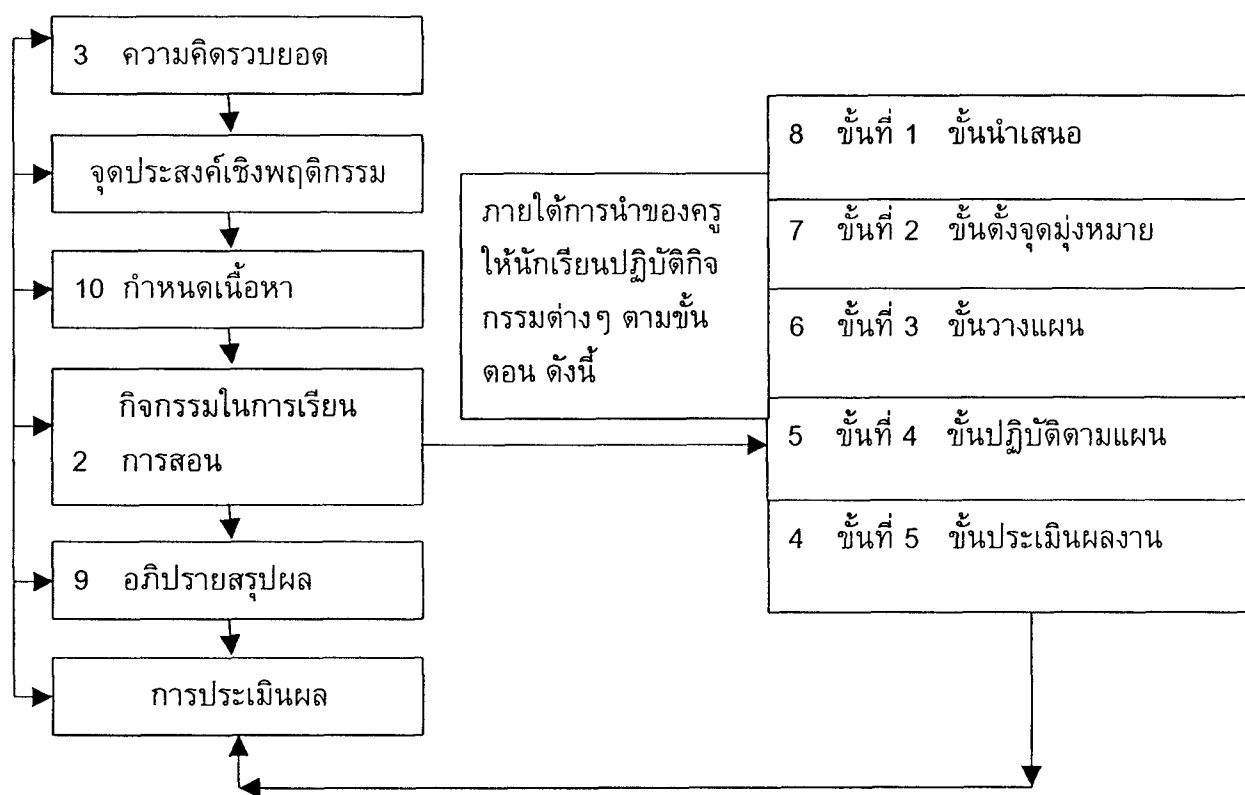 3 ความคิดรวบยอด
จุดประสงค์เชิงพฤติกรรม
10 กำหนดเนื้อหา
กิจกรรมในการเรียน
2 การสอน
9 อภิปรายสรุปผล
การประเมินผล
ภายใต้การนำของครู
ให้นักเรียนปฏิบัติกิจ
กรรมต่างๆ ตามขั้น
ตอน ดังนี้
8 ขั้นที่ 1 ขั้นนำเสนอ
7 ขั้นที่ 2 ขั้นตั้งจุดมุ่งหมาย
6 ขั้นที่ 3 ขั้นวางแผน
5 ขั้นที่ 4 ขั้นปฏิบัติตามแผน
4 ขั้นที่ 5 ขั้นประเมินผลงาน